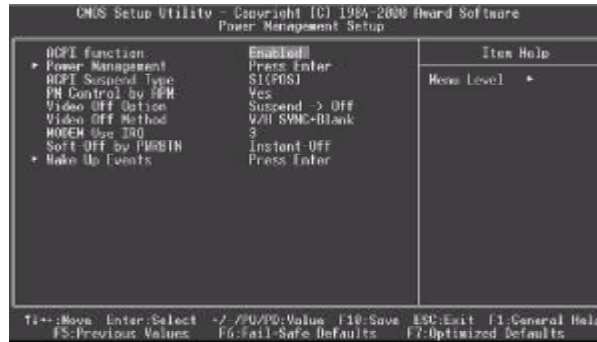 CMOS Setup Utility - Copyright (C) 1984-2000 Award Software
Power Management Setup
ACPI function Enabled
▸ Power Management Press Enter
ACPI Suspend Type S1(POS)
PM Control by APM Yes
Video Off Option Suspend -> Off
Video Off Method V/H SYNC+Blank
MODEM Use IRQ 3
Soft-Off by PWRBTN Instant-Off
▸ Wake Up Events Press Enter
Item Help
Menu Level ▸
↑↓→←:Move Enter:Select +/-/PU/PD:Value F10:Save ESC:Exit F1:General Help
F5:Previous Values F6:Fail-Safe Defaults F7:Optimized Defaults